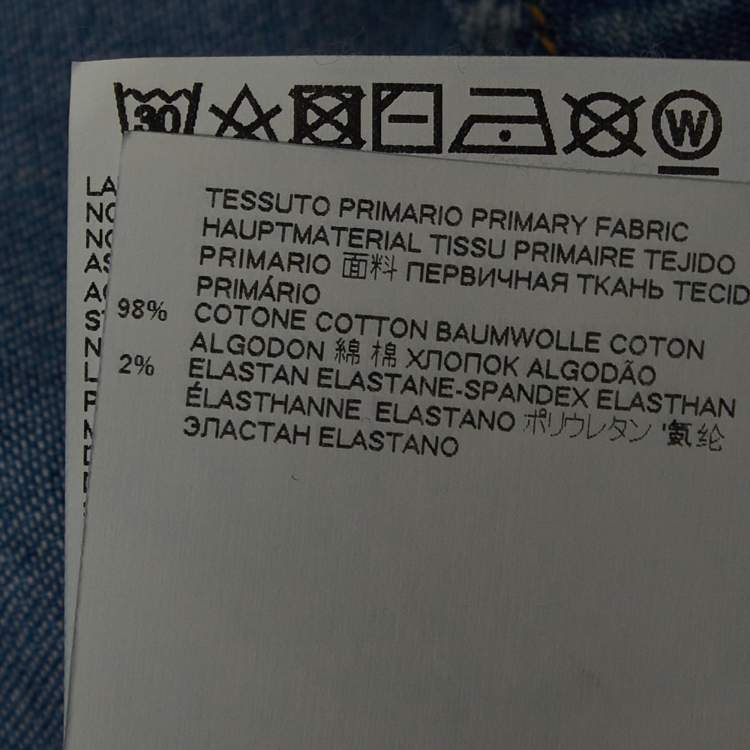 30
W
LA
TESSUTO PRIMARIO PRIMARY FABRIC
HAUPTMATERIAL TISSU PRIMAIRE TEJIDO
PRIMARIO 面料 ПЕРВИЧНАЯ ТКАНЬ TECID
PRIMÁRIO
98% COTONE COTTON BAUMWOLLE COTON
ALGODON 綿 棉 ХЛОПОК ALGODÃO
2% ELASTAN ELASTANE-SPANDEX ELASTHAN
ÉLASTHANNE ELASTANO ポリウレタン '氨纶
ЭЛАСТАН ELASTANO